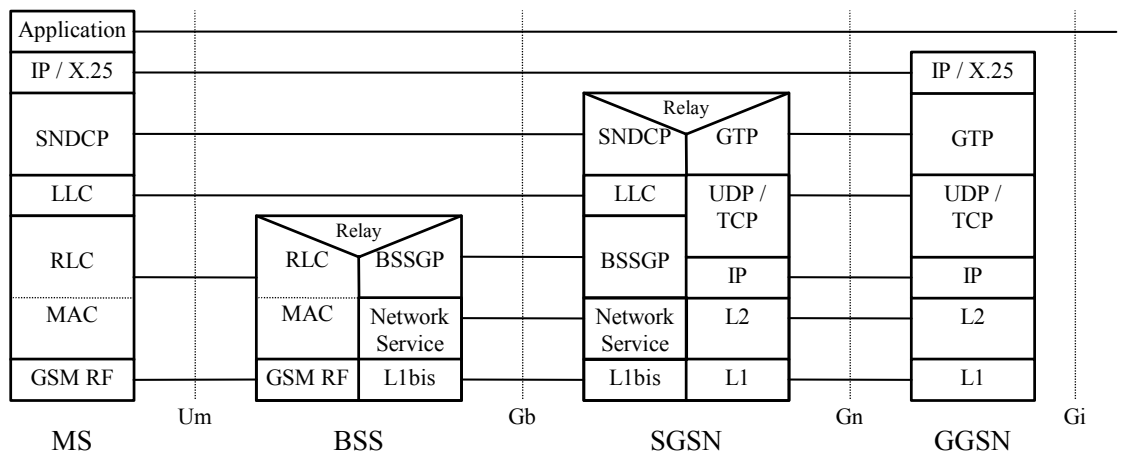 Application
IP / X.25
IP / X.25
Relay
SNDCP
SNDCP
GTP
GTP
LLC
LLC
UDP /
TCP
UDP /
TCP
Relay
RLC
RLC
BSSGP
BSSGP
IP
IP
MAC
MAC
Network
Service
Network
Service
L2
L2
GSM RF
GSM RF
L1bis
L1bis
L1
L1
Um
Gb
Gn
Gi
MS
BSS
SGSN
GGSN